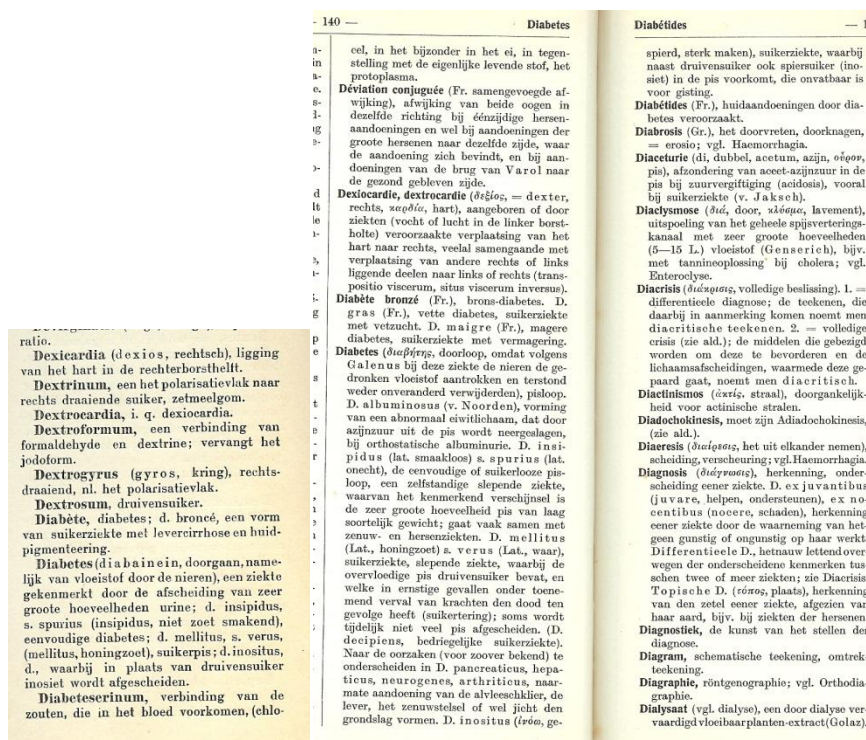 ratio.
Dexicardia (dexios, rechtsch), ligging
van het hart in de rechterborsthelft.
Dextrinum, een het polarisatievlak naar
rechts draaiende suiker, zetmeelgom.
Dextrocardia, i. q. dexiocardia.
Dextroformum, een verbinding van
formaldehyde en dextrine; vervangt het
jodoform.
Dextrogyrus (gyros, kring), rechts-
draaiend, nl. het polarisatievlak.
Dextrosum, druivensuiker.
Diabète, diabetes; d. broncé, een vorm
van suikerziekte met levercirrhose en huid-
pigmenteering.
Diabetes (diabainein, doorgaan, name-
lijk van vloeistof door de nieren), een ziekte
gekenmerkt door de afscheiding van zeer
groote hoeveelheden urine; d. insipidus,
s. spurius (insipidus, niet zoet smakend),
eenvoudige diabetes; d. mellitus, s. verus,
(mellitus, honingzoet), suikerpis; d. inositus,
d., waarbij in plaats van druivensuiker
inosiet wordt afgescheiden.
Diabeteserinum, verbinding van de
zouten, die in het bloed voorkomen, (chlo-
- 140 — Diabetes
cel, in het bijzonder in het ei, in tegen-
stelling met de eigenlijke levende stof, het
protoplasma.
Déviation conjuguée (Fr. samengevoegde af-
wijking), afwijking van beide oogen in
dezelfde richting bij éénzijdige hersen-
aandoeningen en wel bij aandoeningen der
groote hersenen naar dezelfde zijde, waar
de aandoening zich bevindt, en bij aan-
doeningen van de brug van Varol naar
de gezond gebleven zijde.
Dexiocardie, dextrocardie (δεξίος, = dexter,
rechts, καρδία, hart), aangeboren of door
ziekten (vocht of lucht in de linker borst-
holte) veroorzaakte verplaatsing van het
hart naar rechts, veelal samengaande met
verplaatsing van andere rechts of links
liggende deelen naar links of rechts (trans-
positio viscerum, situs viscerum inversus).
Diabète bronzé (Fr.), brons-diabetes. D.
gras (Fr.), vette diabetes, suikerziekte
met vetzucht. D. maigre (Fr.), magere
diabetes, suikerziekte met vermagering.
Diabetes (διαβήτης, doorloop, omdat volgens
Galenus bij deze ziekte de nieren de ge-
dronken vloeistof aantrokken en terstond
weder onveranderd verwijderden), pisloop.
D. albuminosus (v. Noorden), vorming
van een abnormaal eiwitlichaam, dat door
azijnzuur uit de pis wordt neergeslagen,
bij orthostatische albuminurie. D. insi-
pidus (lat. smaakloos) s. spurius (lat.
onecht), de eenvoudige of suikerlooze pis-
loop, een zelfstandige slepende ziekte,
waarvan het kenmerkend verschijnsel is
de zeer groote hoeveelheid pis van laag
soortelijk gewicht; gaat vaak samen met
zenuw- en hersenziekten. D. mellitus
(Lat., honingzoet) s. verus (Lat., waar),
suikerziekte, slepende ziekte, waarbij de
overvloedige pis druivensuiker bevat, en
welke in ernstige gevallen onder toene-
mend verval van krachten den dood ten
gevolge heeft (suikertering); soms wordt
tijdelijk niet veel pis afgescheiden. (D.
decipiens, bedriegelijke suikerziekte).
Naar de oorzaken (voor zoover bekend) te
onderscheiden in D. pancreaticus, hepa-
ticus, neurogenes, arthriticus, naar-
mate aandoening van de alvleeschklier, de
lever, het zenuwstelsel of wel jicht den
grondslag vormen. D. inositus (ἰνόω, ge-
Diabétides — 1
spierd, sterk maken), suikerziekte, waarbij
naast druivensuiker ook spiersuiker (ino-
siet) in de pis voorkomt, die onvatbaar is
voor gisting.
Diabétides (Fr.), huidaandoeningen door dia-
betes veroorzaakt.
Diabrosis (Gr.), het doorvreten, doorknagen,
= erosio; vgl. Haemorrhagia.
Diaceturie (di, dubbel, acetum, azijn, οὖρον,
pis), afzondering van aceet-azijnzuur in de
pis bij zuurvergiftiging (acidosis), vooral
bij suikerziekte (v. Jaksch).
Diaclysmose (διά, door, κλύσμα, lavement),
uitspoeling van het geheele spijsverterings-
kanaal met zeer groote hoeveelheden
(5—15 L.) vloeistof (Genserich), bijv.
met tannineoplossing bij cholera; vgl.
Enteroclyse.
Diacrisis (διάκρισις, volledige beslissing). 1. =
differentieele diagnose; de teekenen, die
daarbij in aanmerking komen noemt men
diacritische teekenen. 2. = volledige
crisis (zie ald.); de middelen die gebezigd
worden om deze te bevorderen en de
lichaamsafscheidingen, waarmede deze ge-
paard gaat, noemt men diacritisch.
Diactinismos (ἀκτίς, straal), doorgankelijk-
heid voor actinische stralen.
Diadochokinesis, moet zijn Adiadochokinesis,
(zie ald.).
Diaeresis (διαίρεσις, het uit elkander nemen),
scheiding, verscheuring; vgl. Haemorrhagia.
Diagnosis (διάγνωσις), herkenning, onder-
scheiding eener ziekte. D. ex juvantibus
(juvare, helpen, ondersteunen), ex no-
centibus (nocere, schaden), herkenning
eener ziekte door de waarneming van het-
geen gunstig of ongunstig op haar werkt.
Differentieele D., het nauw lettend over-
wegen der onderscheidene kenmerken tus-
schen twee of meer ziekten; zie Diacrisis.
Topische D. (τόπος, plaats), herkenning
van den zetel eener ziekte, afgezien van
haar aard, bijv. bij ziekten der hersenen.
Diagnostiek, de kunst van het stellen der
diagnose.
Diagram, schematische teekening, omtrek-
teekening.
Diagraphie, röntgenographie; vgl. Orthodia-
graphie.
Dialysaat (vgl. dialyse), een door dialyse ver-
vaardigd vloeibaar planten-extract (Golaz).